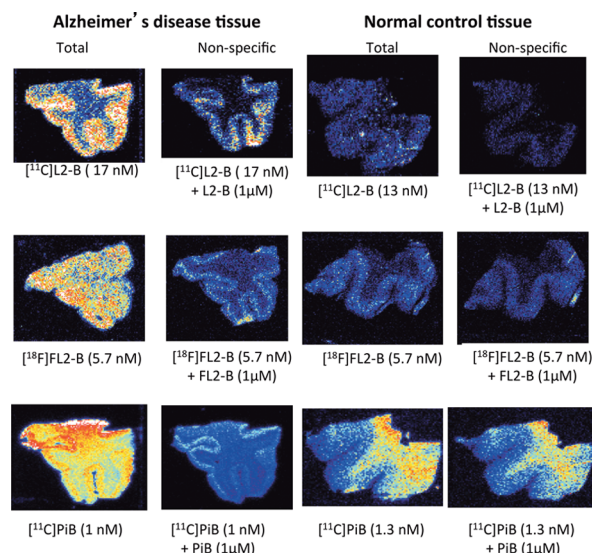 Alzheimer's disease tissue Normal control tissue
Total Non-specific Total Non-specific
[¹¹C]L2-B ( 17 nM) [¹¹C]L2-B ( 17 nM) [¹¹C]L2-B (13 nM) [¹¹C]L2-B (13 nM)
+ L2-B (1μM) + L2-B (1μM)
[¹⁸F]FL2-B (5.7 nM) [¹⁸F]FL2-B (5.7 nM) [¹⁸F]FL2-B (5.7 nM) [¹⁸F]FL2-B (5.7 nM)
+ FL2-B (1μM) + FL2-B (1μM)
[¹¹C]PiB (1 nM) [¹¹C]PiB (1 nM) [¹¹C]PiB (1.3 nM) [¹¹C]PiB (1.3 nM)
+ PiB (1μM) + PiB (1μM)